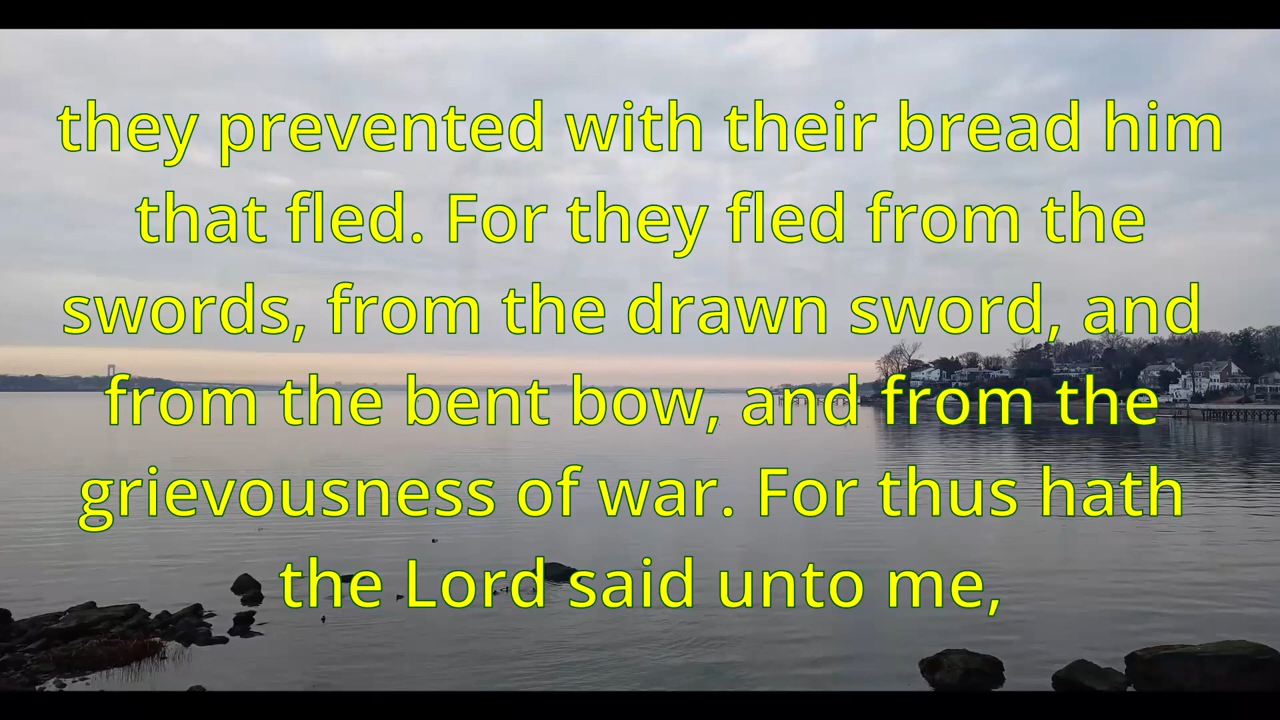 they prevented with their bread him
that fled. For they fled from the
swords, from the drawn sword, and
from the bent bow, and from the
grievousness of war. For thus hath
the Lord said unto me,